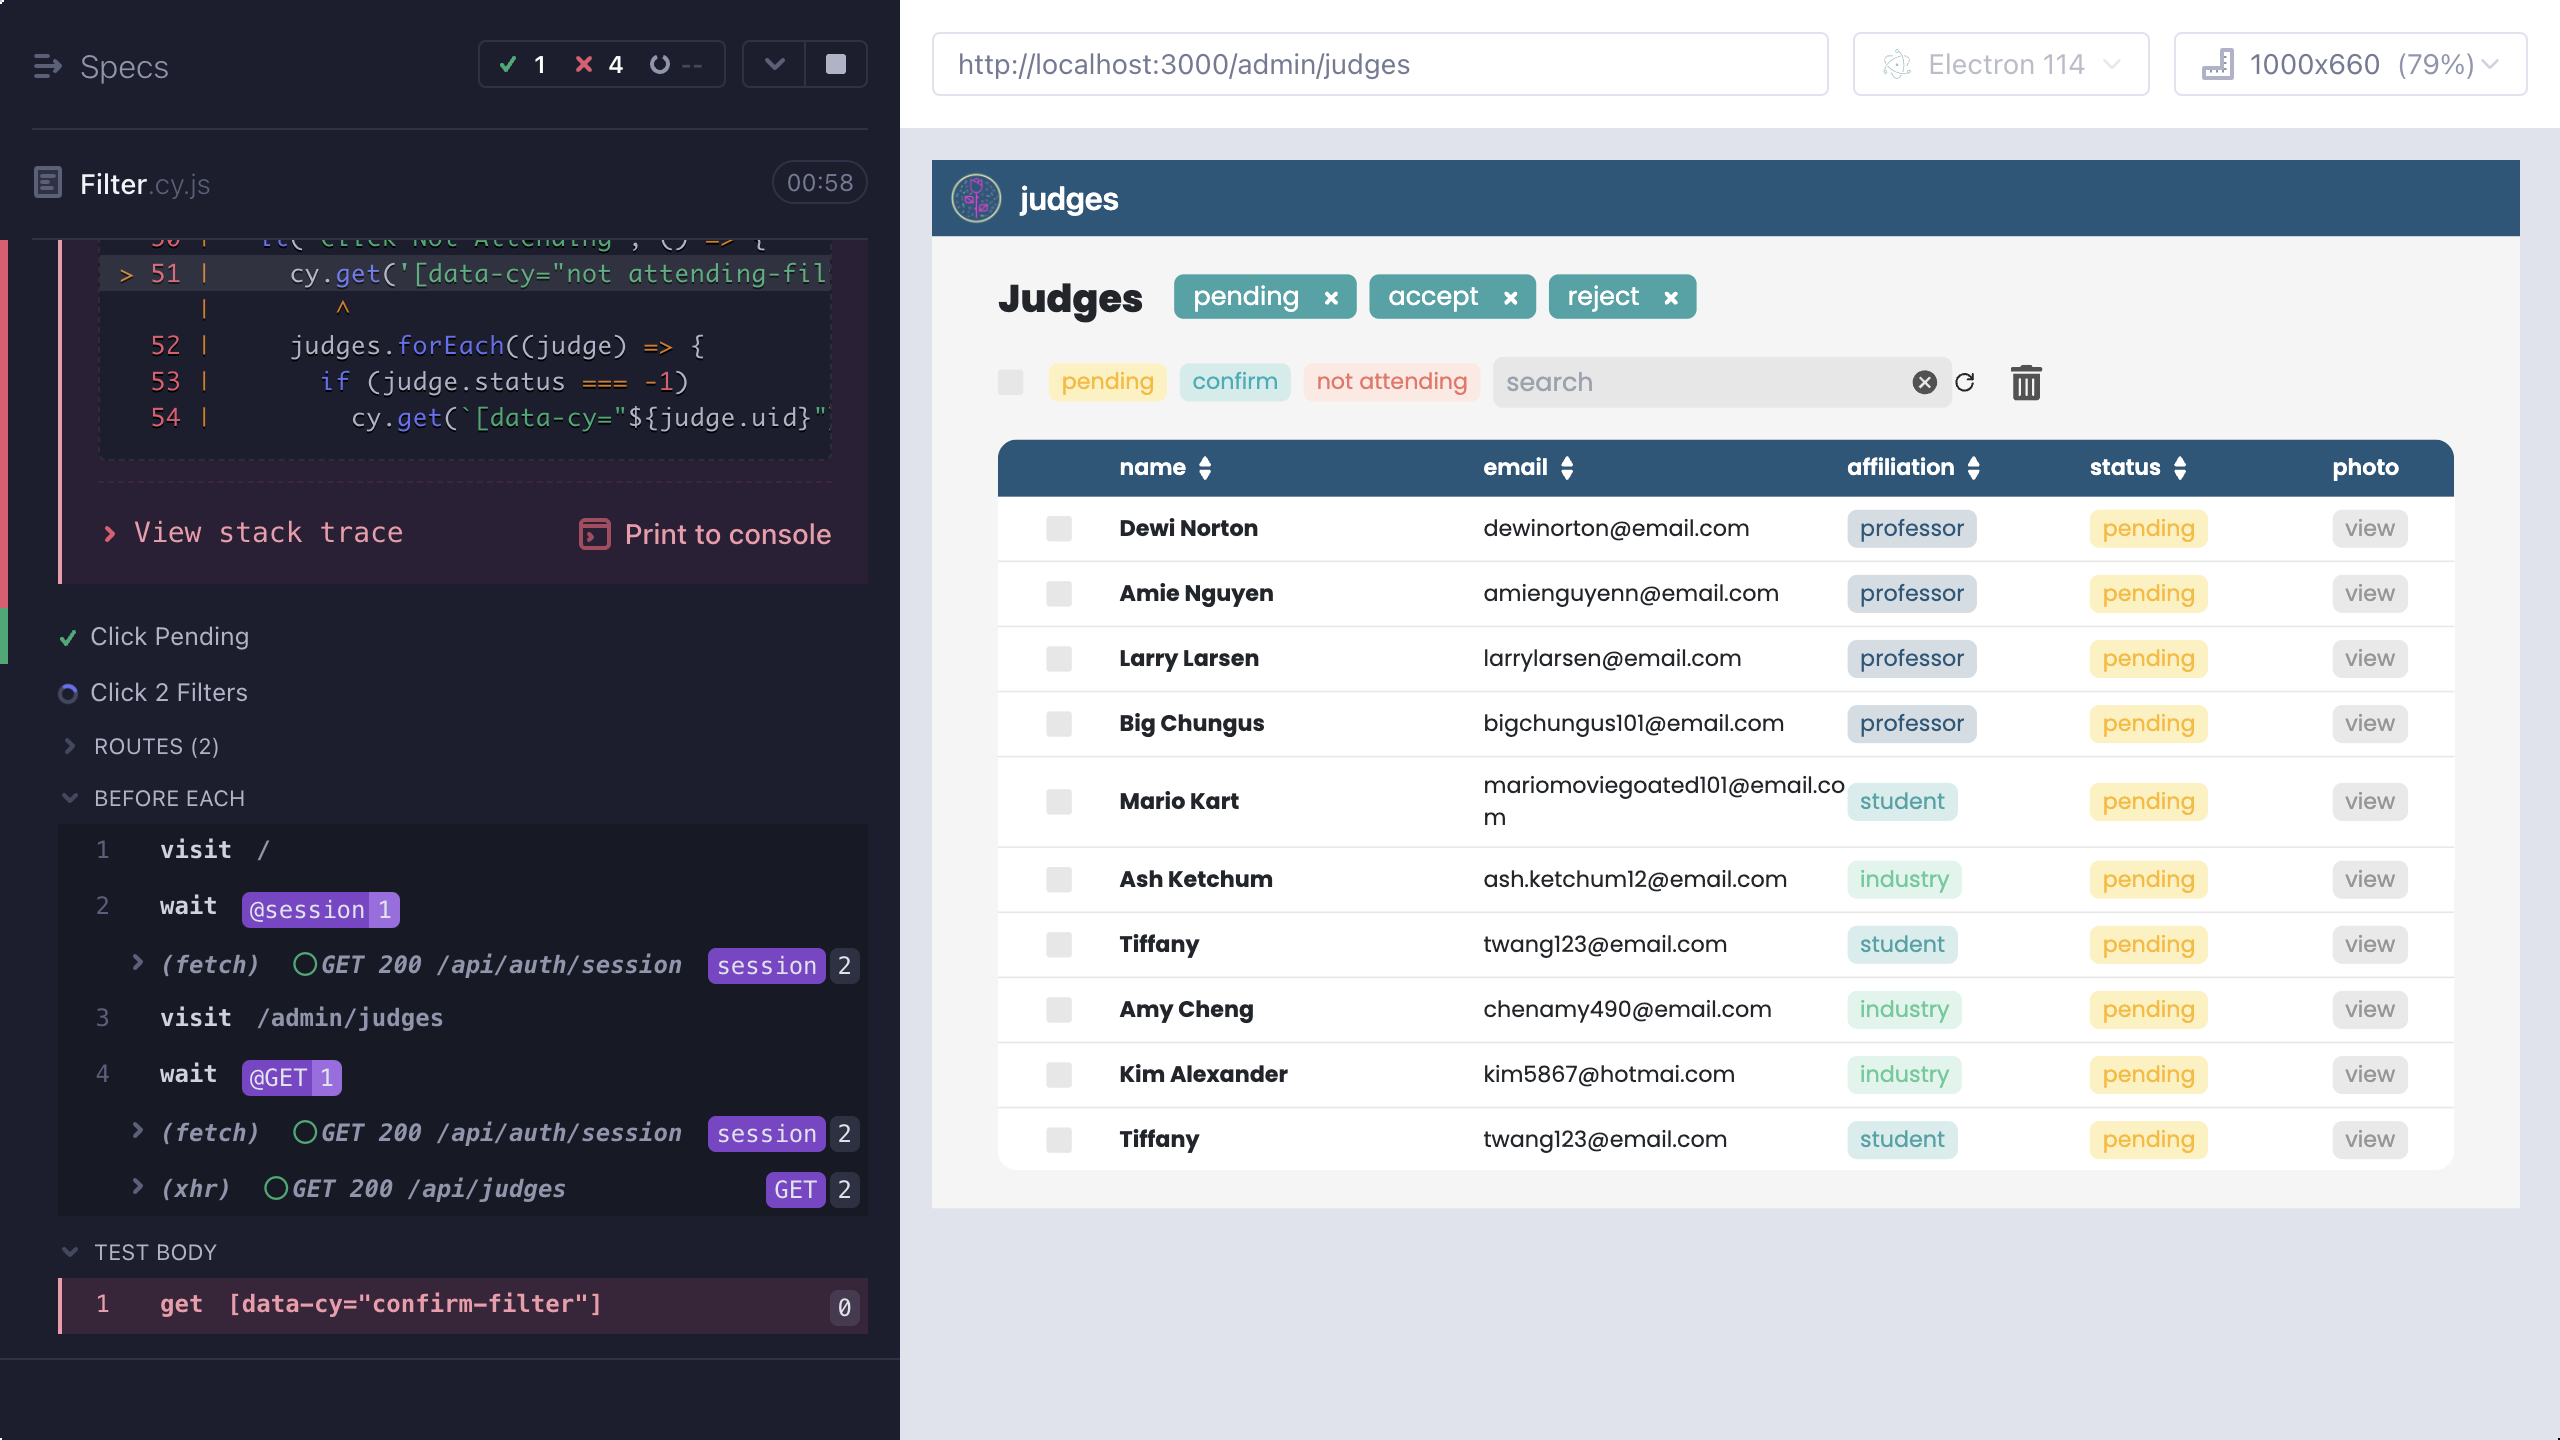 Specs
1 4 --
Filter.cy.js
00:58
50 | it('Click Not Attending', () => {
> 51 | cy.get('[data-cy="not attending-fil
| ^
52 | judges.forEach((judge) => {
53 | if (judge.status === -1)
54 | cy.get(`[data-cy="${judge.uid}"]
View stack trace
Print to console
Click Pending
Click 2 Filters
ROUTES (2)
BEFORE EACH
1 visit /
2 wait @session 1
(fetch) GET 200 /api/auth/session session 2
3 visit /admin/judges
4 wait @GET 1
(fetch) GET 200 /api/auth/session session 2
(xhr) GET 200 /api/judges GET 2
TEST BODY
1 get [data-cy="confirm-filter"] 0
http://localhost:3000/admin/judges
Electron 114
1000x660 (79%)
judges
Judges pending × accept × reject ×
pending confirm not attending search
name email affiliation status photo
Dewi Norton dewinorton@email.com professor pending view
Amie Nguyen amienguyenn@email.com professor pending view
Larry Larsen larrylarsen@email.com professor pending view
Big Chungus bigchungus101@email.com professor pending view
Mario Kart mariomoviegoated101@email.co student pending view
m
Ash Ketchum ash.ketchum12@email.com industry pending view
Tiffany twang123@email.com student pending view
Amy Cheng chenamy490@email.com industry pending view
Kim Alexander kim5867@hotmai.com industry pending view
Tiffany twang123@email.com student pending view